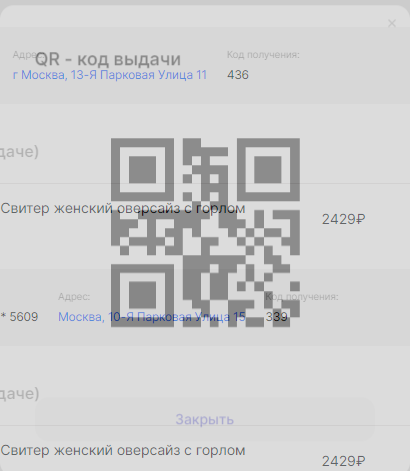 ×
Адрес: Код получения:
QR - код выдачи
г Москва, 13-Я Парковая Улица 11 436
даче)
Свитер женский оверсайз с горлом
2429₽
Адрес: Код получения:
* 5609 Москва, 10-Я Парковая Улица 15 339
даче)
Закрыть
Свитер женский оверсайз с горлом
2429₽